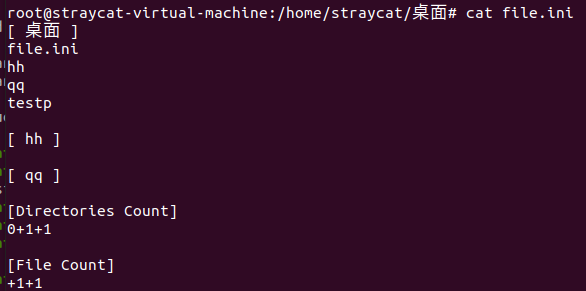 root@straycat-virtual-machine:/home/straycat/桌面# cat file.ini
[ 桌面 ]
file.ini
hh
qq
testp
[ hh ]
[ qq ]
[Directories Count]
0+1+1
[File Count]
+1+1